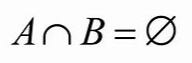 A ∩ B = ∅